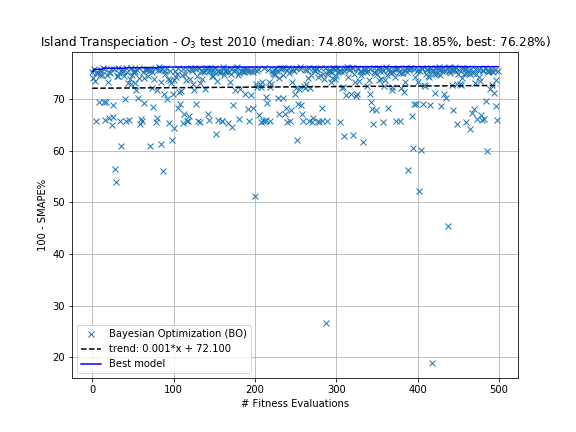 Island Transpeciation - O₃ test 2010 (median: 74.80%, worst: 18.85%, best: 76.28%)
100 - SMAPE%
70
60
50
40
30
20
Bayesian Optimization (BO)
trend: 0.001*x + 72.100
Best model
0 100 200 300 400 500
# Fitness Evaluations